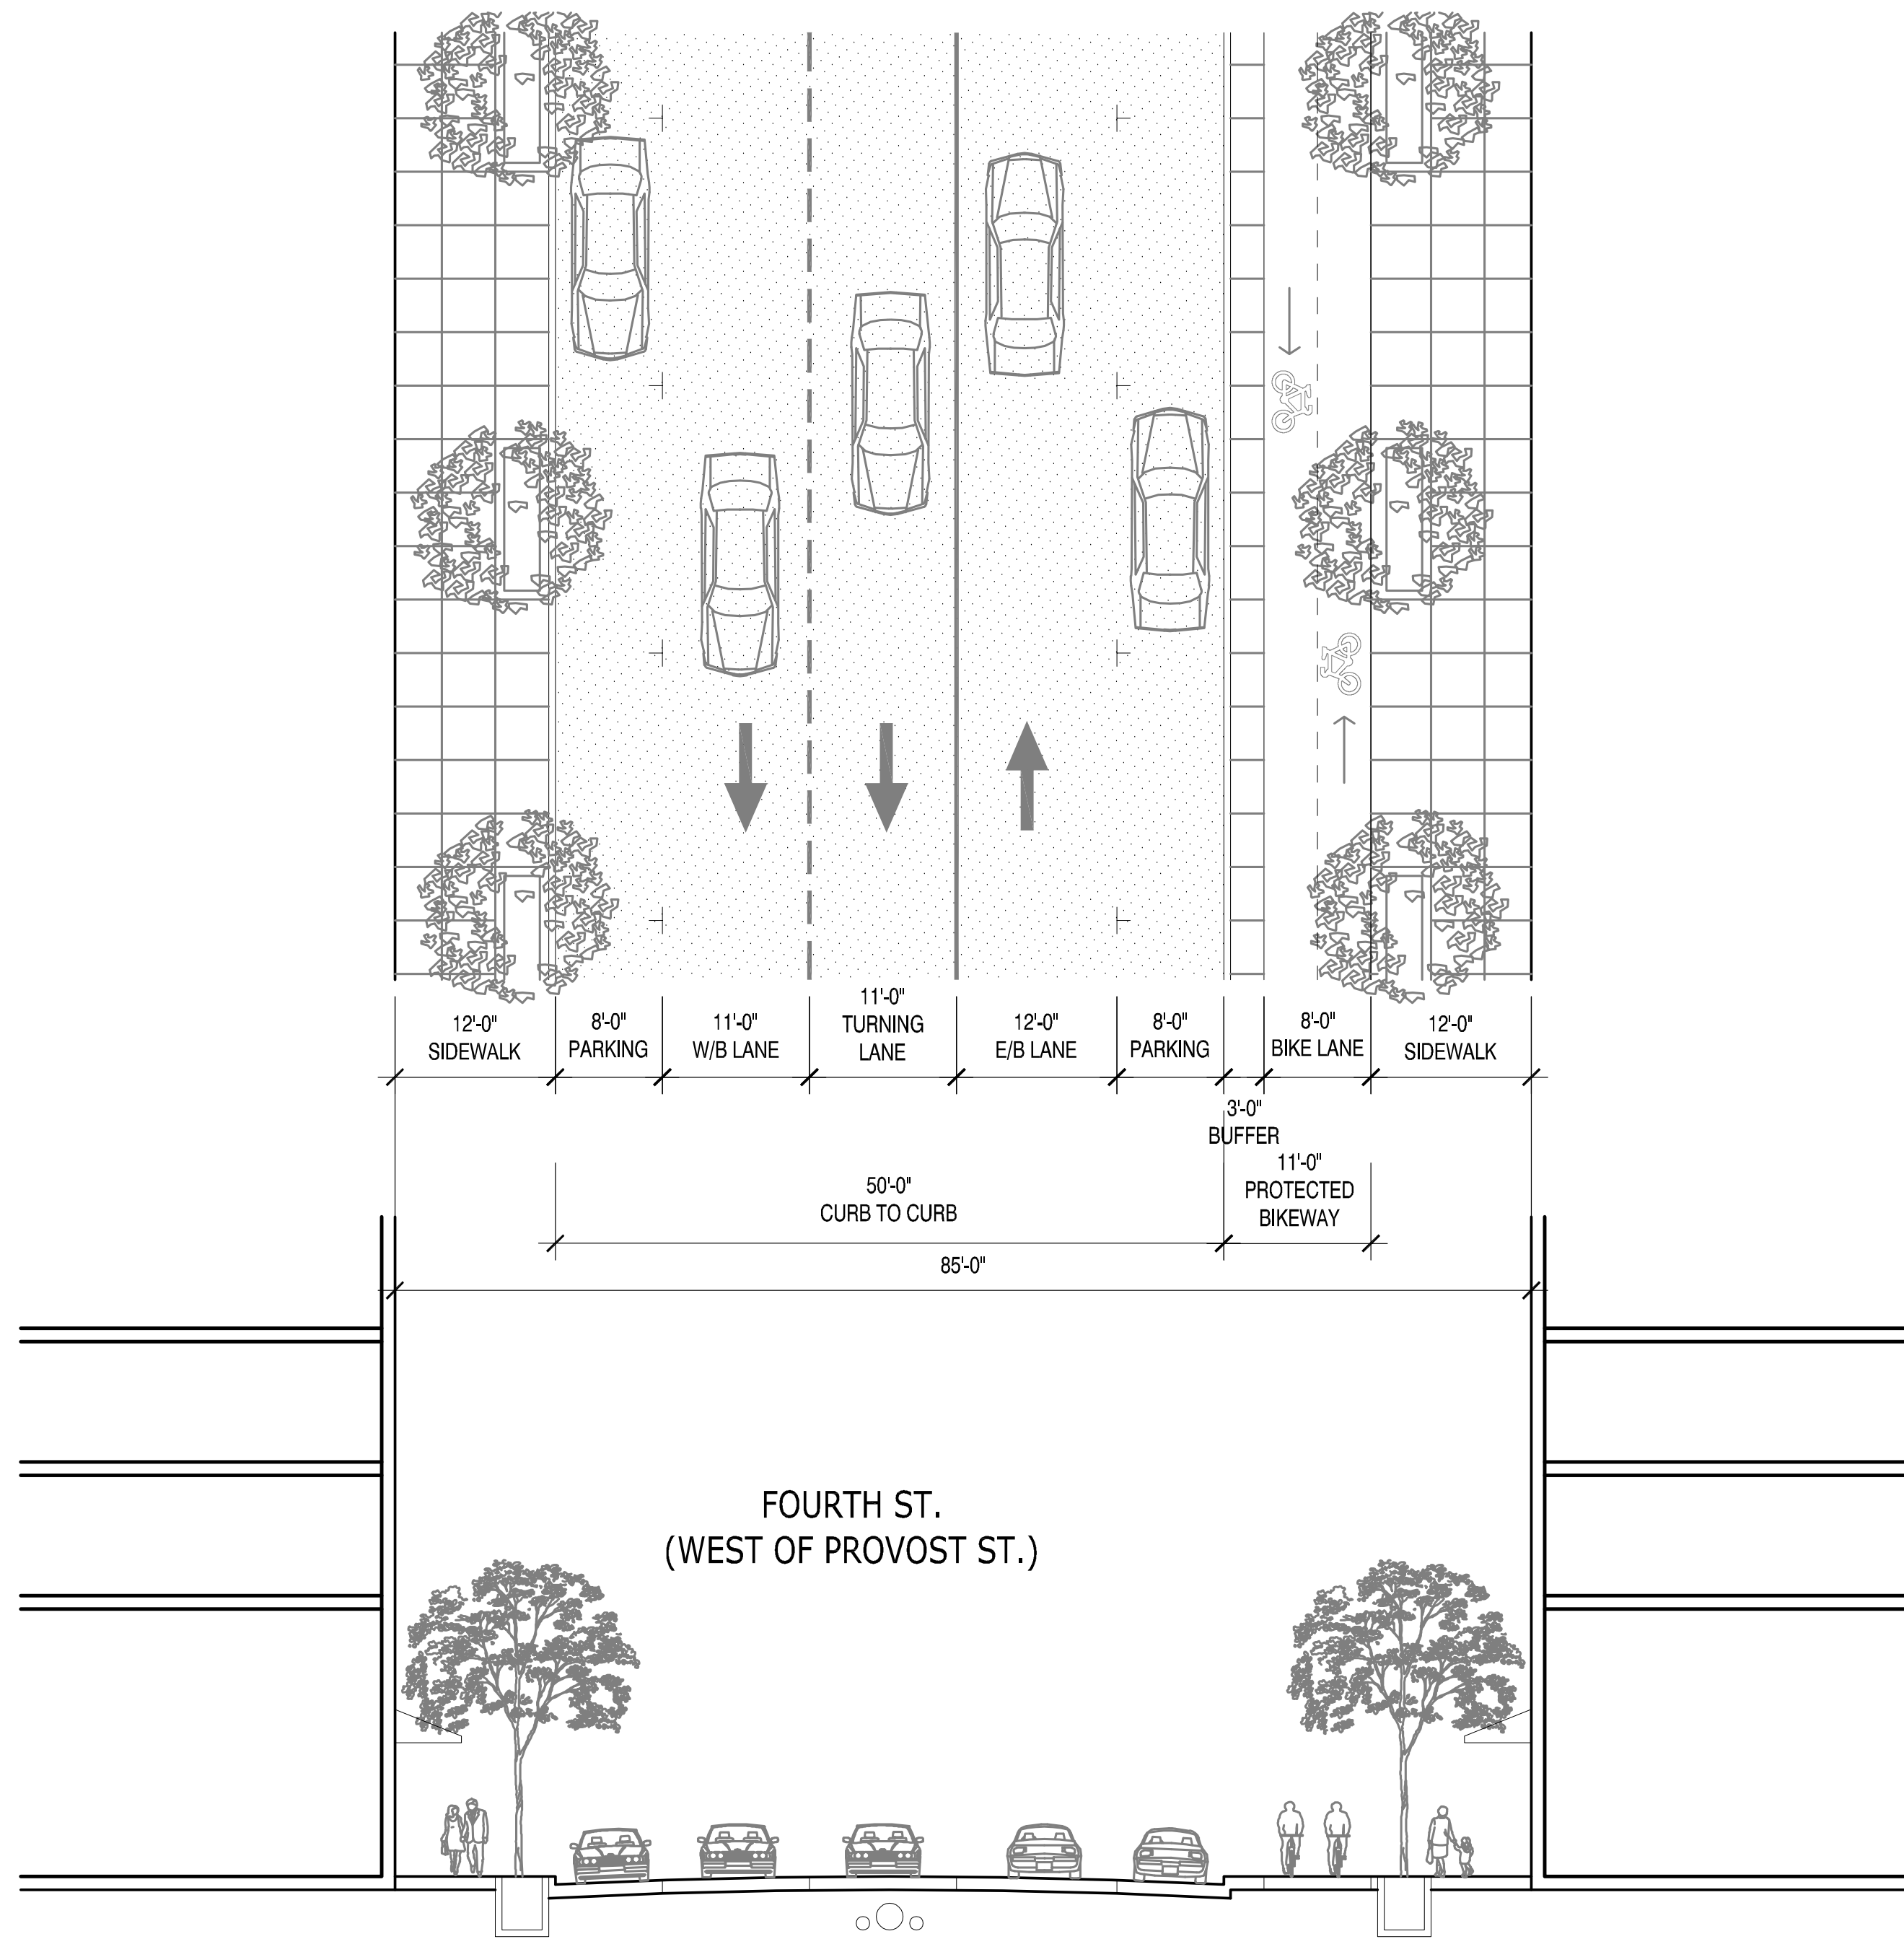 12'-0"
SIDEWALK
8'-0"
PARKING
11'-0"
W/B LANE
11'-0"
TURNING
LANE
12'-0"
E/B LANE
8'-0"
PARKING
8'-0"
BIKE LANE
12'-0"
SIDEWALK
3'-0"
BUFFER
50'-0"
CURB TO CURB
11'-0"
PROTECTED
BIKEWAY
85'-0"
FOURTH ST.
(WEST OF PROVOST ST.)